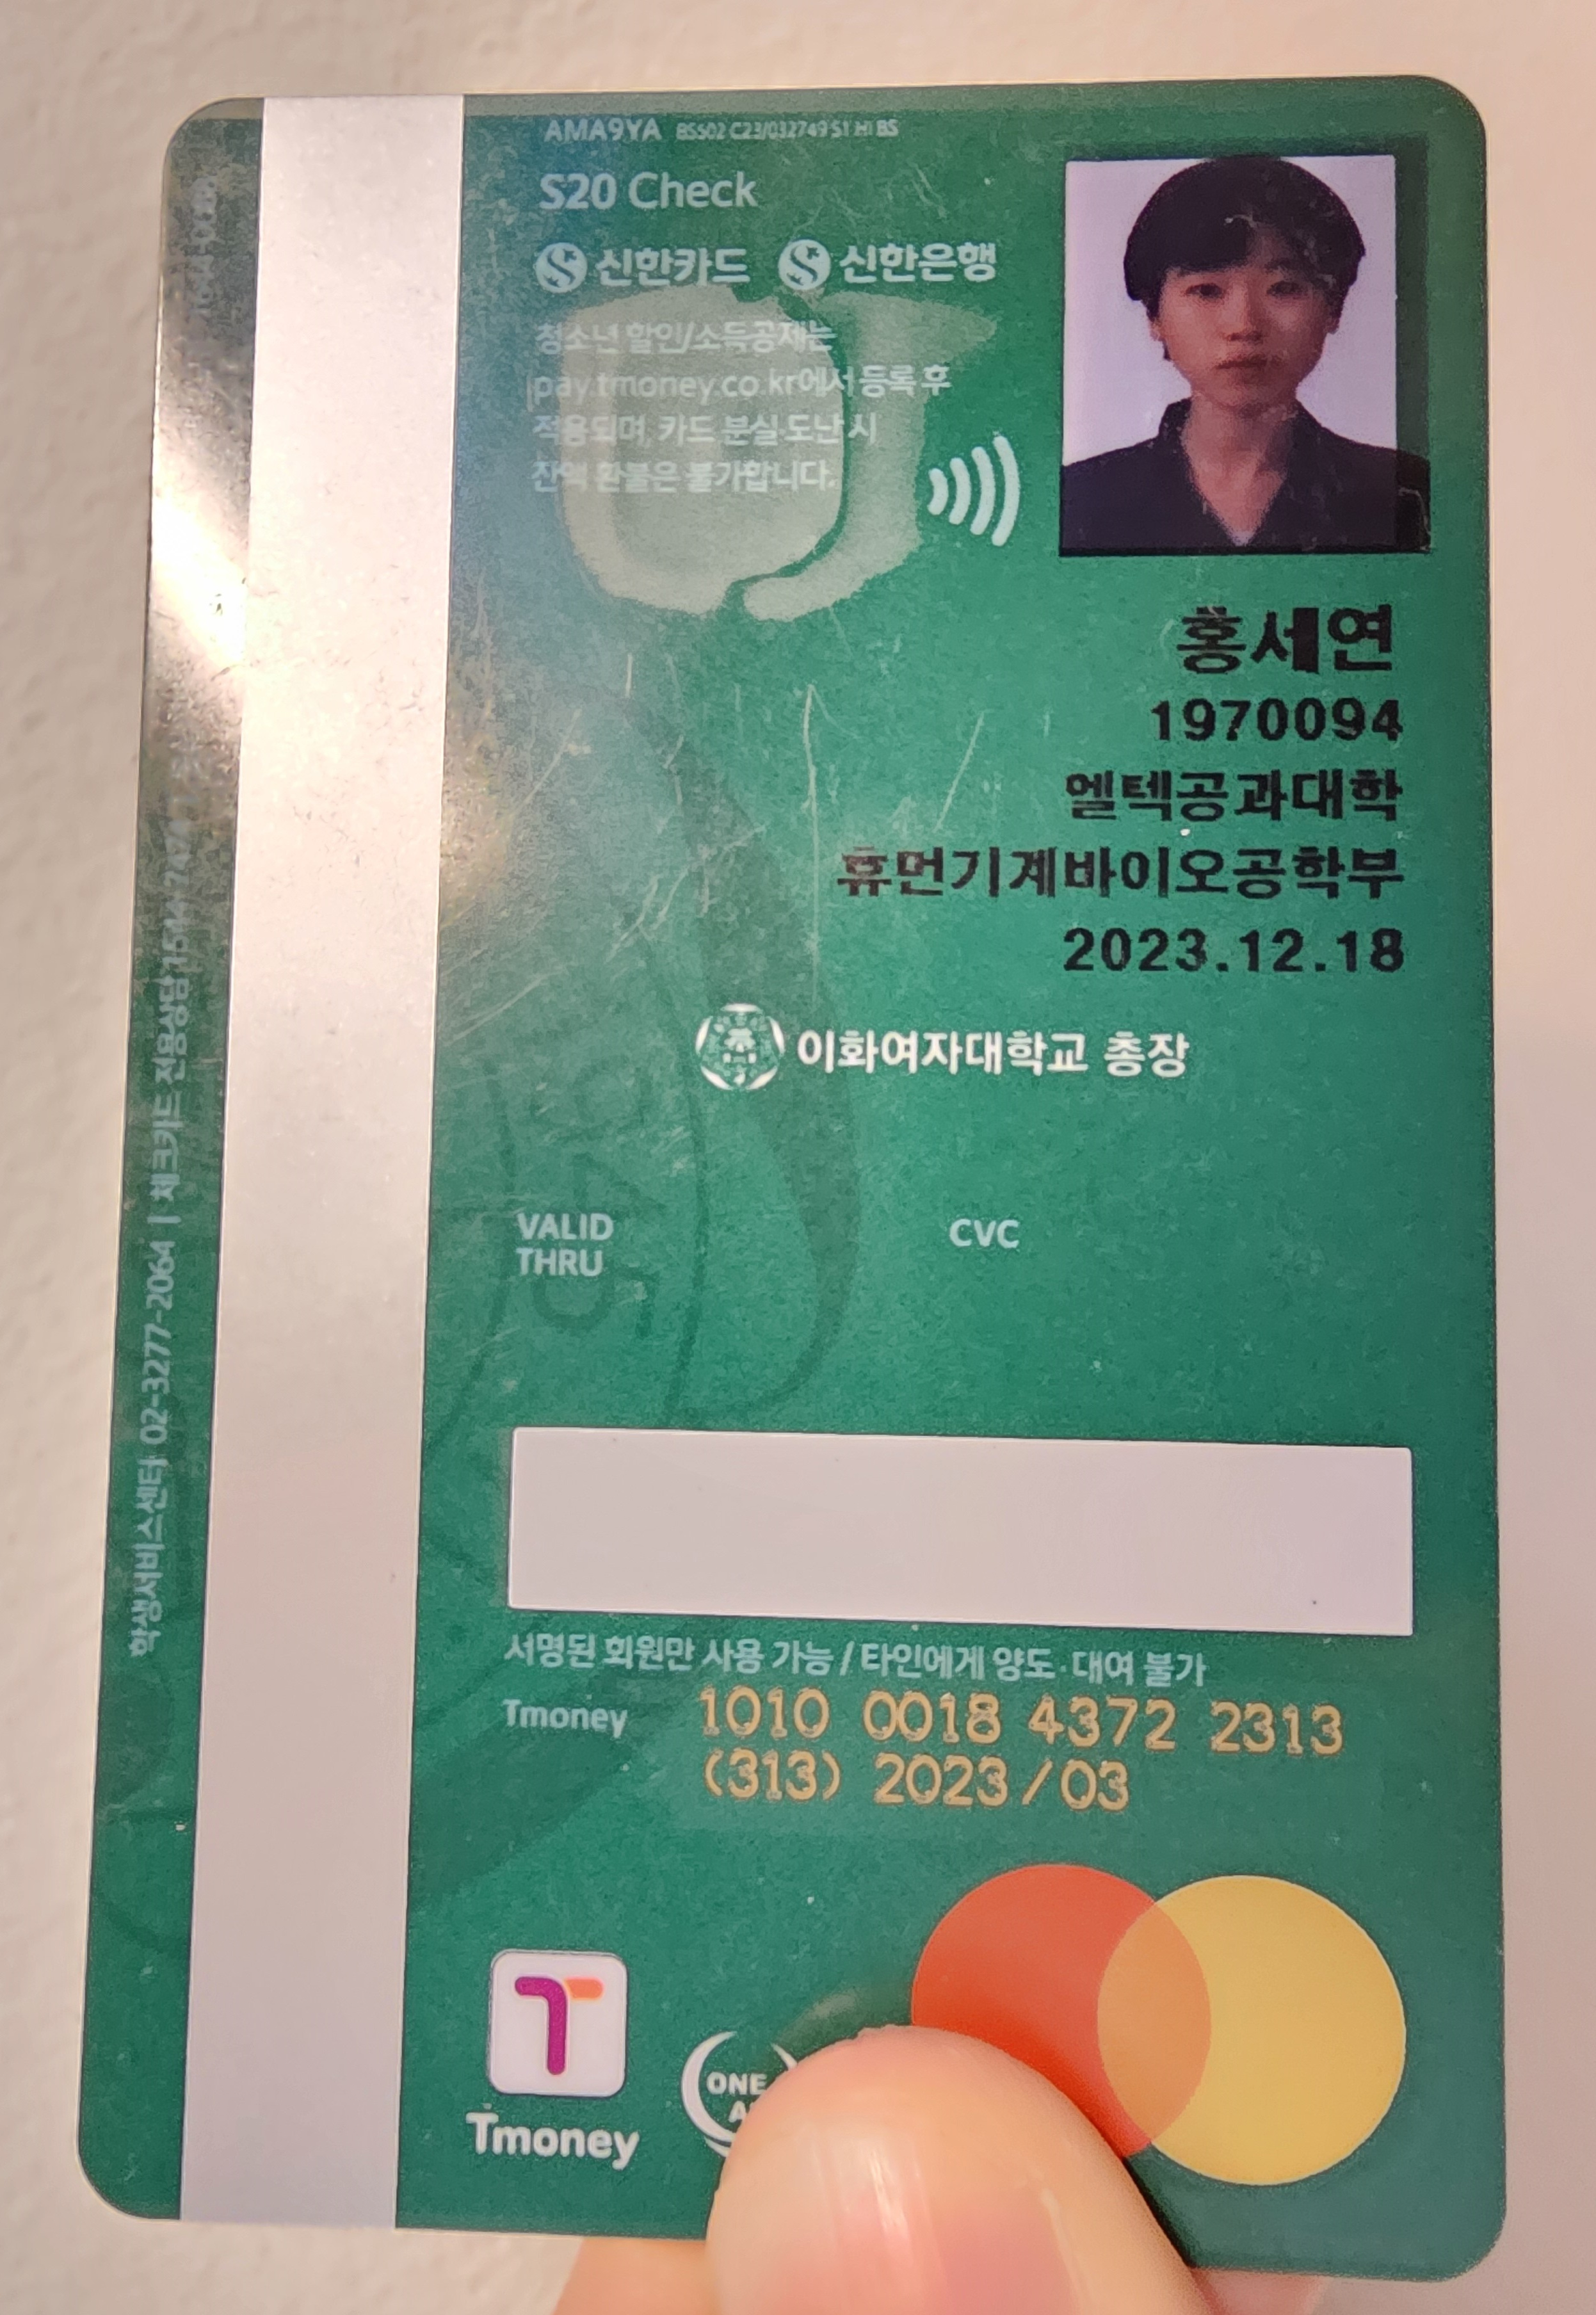 AMA9YA BS502 C23/032749 S1 HI BS
S20 Check
신한카드 신한은행
청소년 할인/소득공제는
pay.tmoney.co.kr에서 등록 후
적용되며, 카드 분실·도난 시
잔액 환불은 불가합니다.
홍세연
1970094
엘텍공과대학
휴먼기계바이오공학부
2023.12.18
이화여자대학교 총장
VALID
THRU
CVC
서명된 회원만 사용 가능 / 타인에게 양도·대여 불가
Tmoney 1010 0018 4372 2313
(313) 2023/03
Tmoney
ONE
학생서비스센터 02-3277-2064 | 체크카드 전용상담